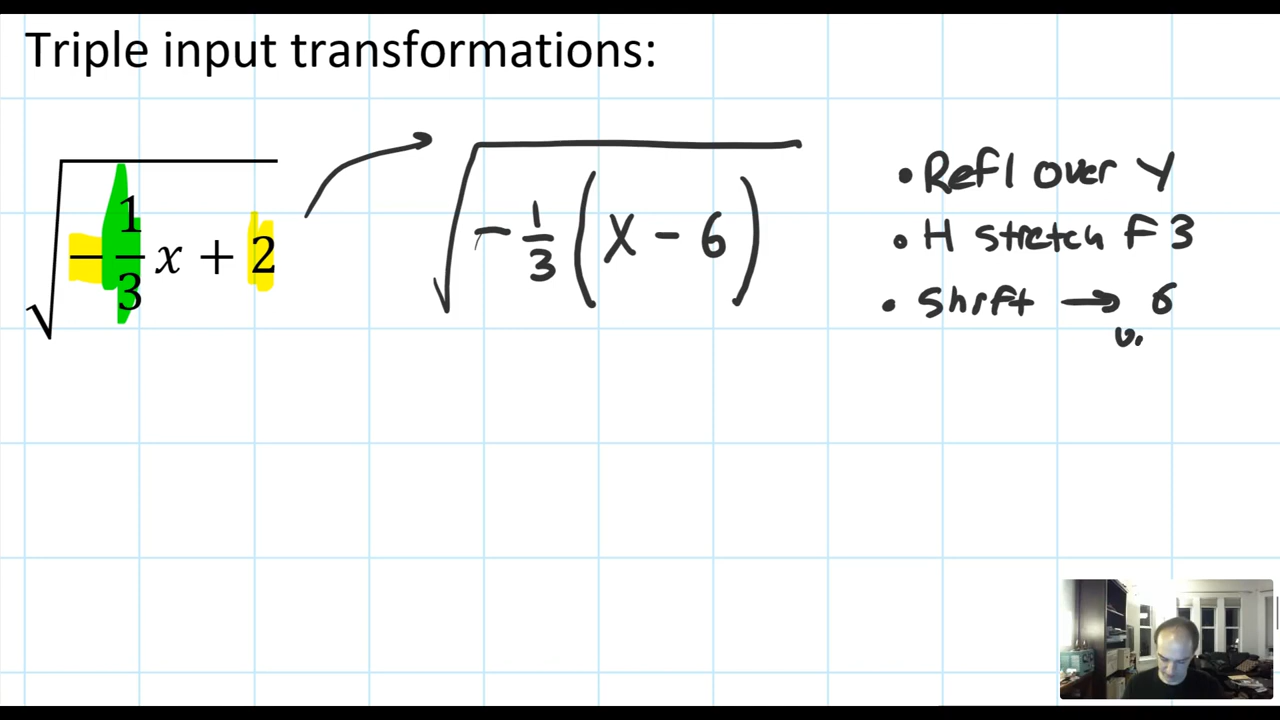 Triple input transformations:
√(-1/3 x + 2)
√(-1/3 (x - 6))
• Refl over y
• H stretch F 3
• Shift → 6
u.